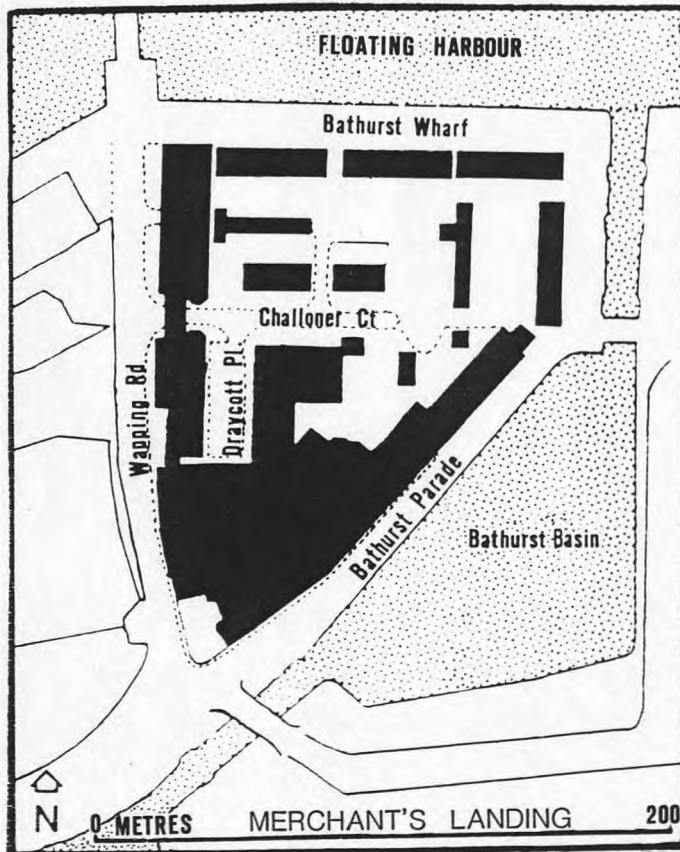 FLOATING HARBOUR
Bathurst Wharf
Challoner Ct
Wapping Rd
Draycott Pl
Bathurst Parade
Bathurst Basin
N
0 METRES MERCHANT'S LANDING 200